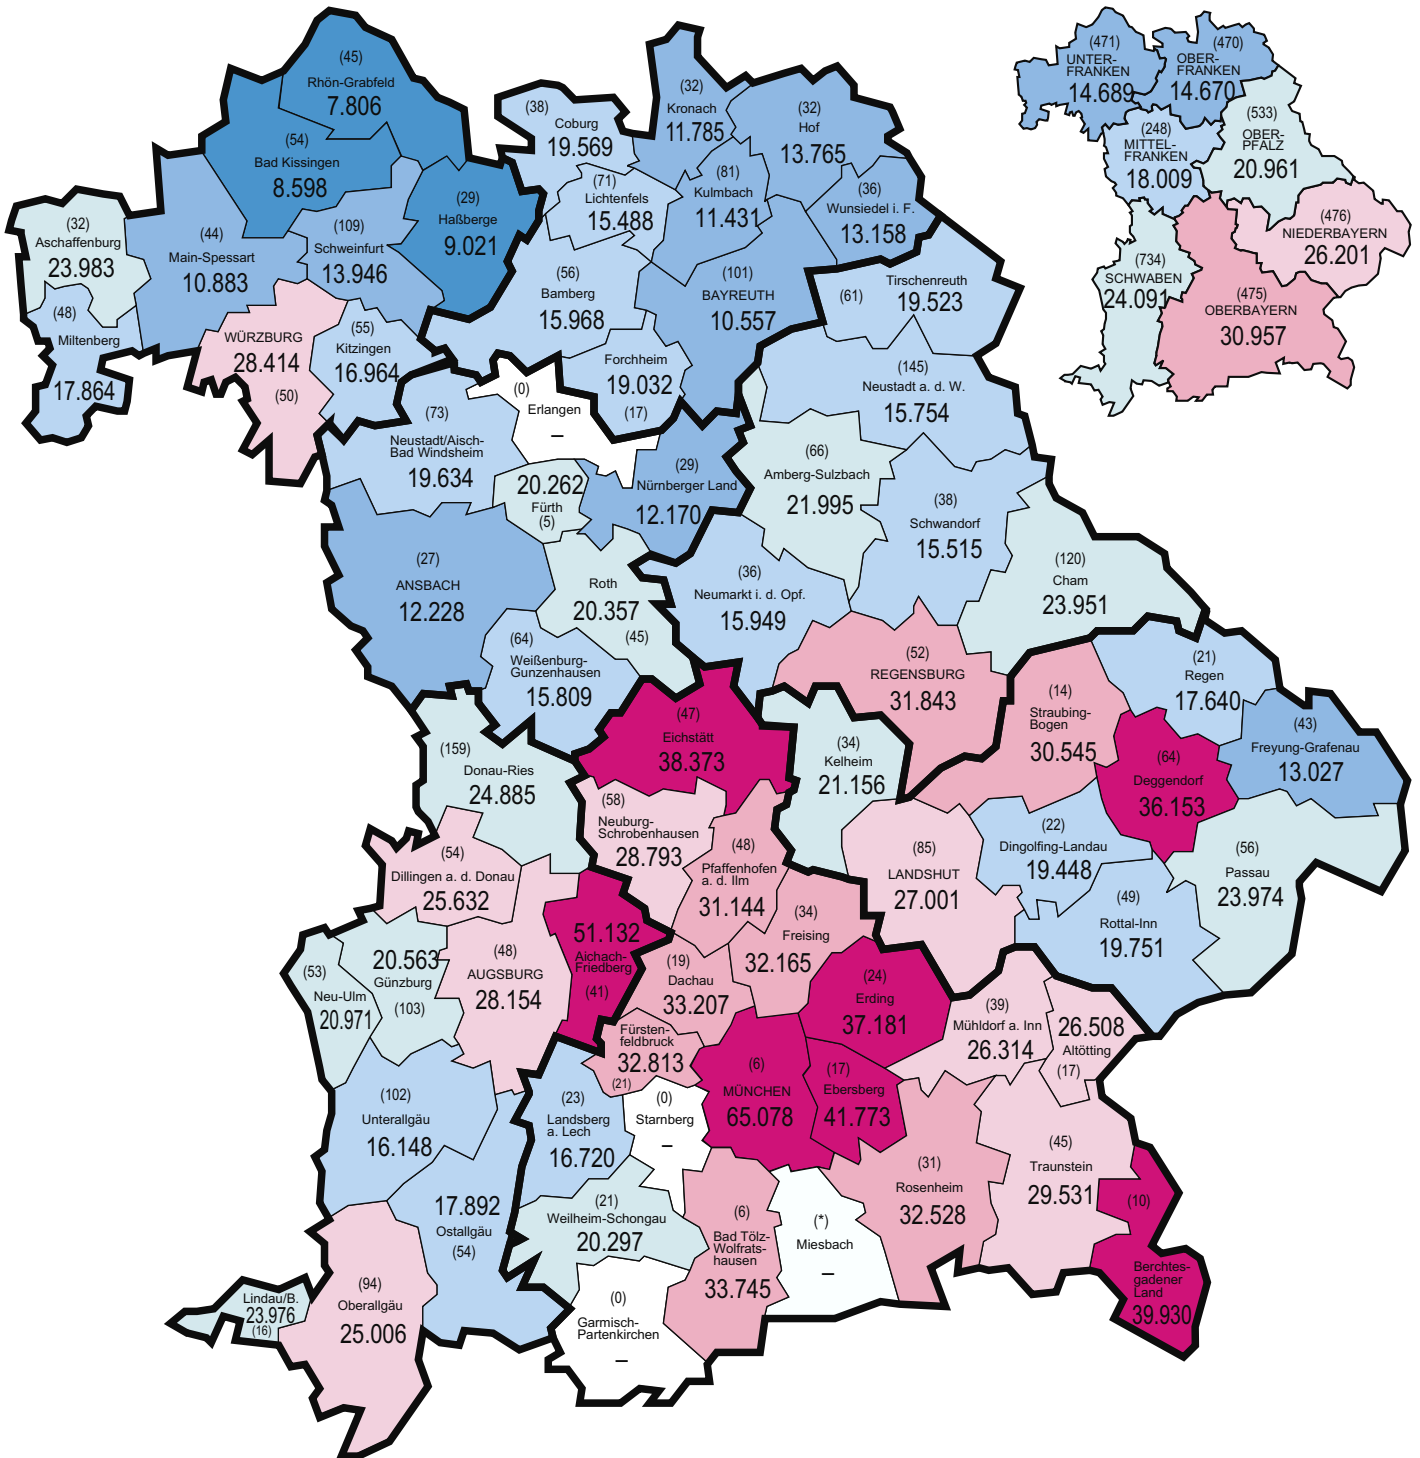 (45)
Rhön-Grabfeld
7.806
(54)
Bad Kissingen
8.598
(29)
Haßberge
9.021
(32)
Aschaffenburg
23.983
(44)
Main-Spessart
10.883
(109)
Schweinfurt
13.946
(48)
Miltenberg
17.864
WÜRZBURG
28.414
(50)
(55)
Kitzingen
16.964
(38)
Coburg
19.569
(32)
Kronach
11.785
(32)
Hof
13.765
(71)
Lichtenfels
15.488
(81)
Kulmbach
11.431
(36)
Wunsiedel i. F.
13.158
(56)
Bamberg
15.968
(101)
BAYREUTH
10.557
Forchheim
19.032
(17)
(61)
Tirschenreuth
19.523
(145)
Neustadt a. d. W.
15.754
(66)
Amberg-Sulzbach
21.995
(38)
Schwandorf
15.515
(120)
Cham
23.951
(36)
Neumarkt i. d. Opf.
15.949
(52)
REGENSBURG
31.843
(73)
Neustadt/Aisch-
Bad Windsheim
19.634
(0)
Erlangen
–
20.262
Fürth
(5)
(29)
Nürnberger Land
12.170
(27)
ANSBACH
12.228
Roth
20.357
(45)
(64)
Weißenburg-
Gunzenhausen
15.809
(21)
Regen
17.640
(14)
Straubing-
Bogen
30.545
(43)
Freyung-Grafenau
13.027
(64)
Deggendorf
36.153
(34)
Kelheim
21.156
(22)
Dingolfing-Landau
19.448
(56)
Passau
23.974
(85)
LANDSHUT
27.001
(49)
Rottal-Inn
19.751
(47)
Eichstätt
38.373
(58)
Neuburg-
Schrobenhausen
28.793
(48)
Pfaffenhofen
a. d. Ilm
31.144
(34)
Freising
32.165
(19)
Dachau
33.207
(24)
Erding
37.181
(39)
Mühldorf a. Inn
26.314
26.508
Altötting
(17)
Fürsten-
feldbruck
32.813
(21)
(6)
MÜNCHEN
65.078
(17)
Ebersberg
41.773
(23)
Landsberg
a. Lech
16.720
(0)
Starnberg
–
(21)
Weilheim-Schongau
20.297
(6)
Bad Tölz-
Wolfrats-
hausen
33.745
(*)
Miesbach
–
(31)
Rosenheim
32.528
(45)
Traunstein
29.531
(10)
Berchtes-
gadener
Land
39.930
(0)
Garmisch-
Partenkirchen
–
(159)
Donau-Ries
24.885
(54)
Dillingen a. d. Donau
25.632
51.132
Aichach-
Friedberg
(41)
(48)
AUGSBURG
28.154
20.563
Günzburg
(103)
(53)
Neu-Ulm
20.971
(102)
Unterallgäu
16.148
17.892
Ostallgäu
(54)
(94)
Oberallgäu
25.006
Lindau/B.
23.976
(16)
(471)
UNTER-
FRANKEN
14.689
(470)
OBER-
FRANKEN
14.670
(248)
MITTEL-
FRANKEN
18.009
(533)
OBER-
PFALZ
20.961
(476)
NIEDERBAYERN
26.201
(734)
SCHWABEN
24.091
(475)
OBERBAYERN
30.957